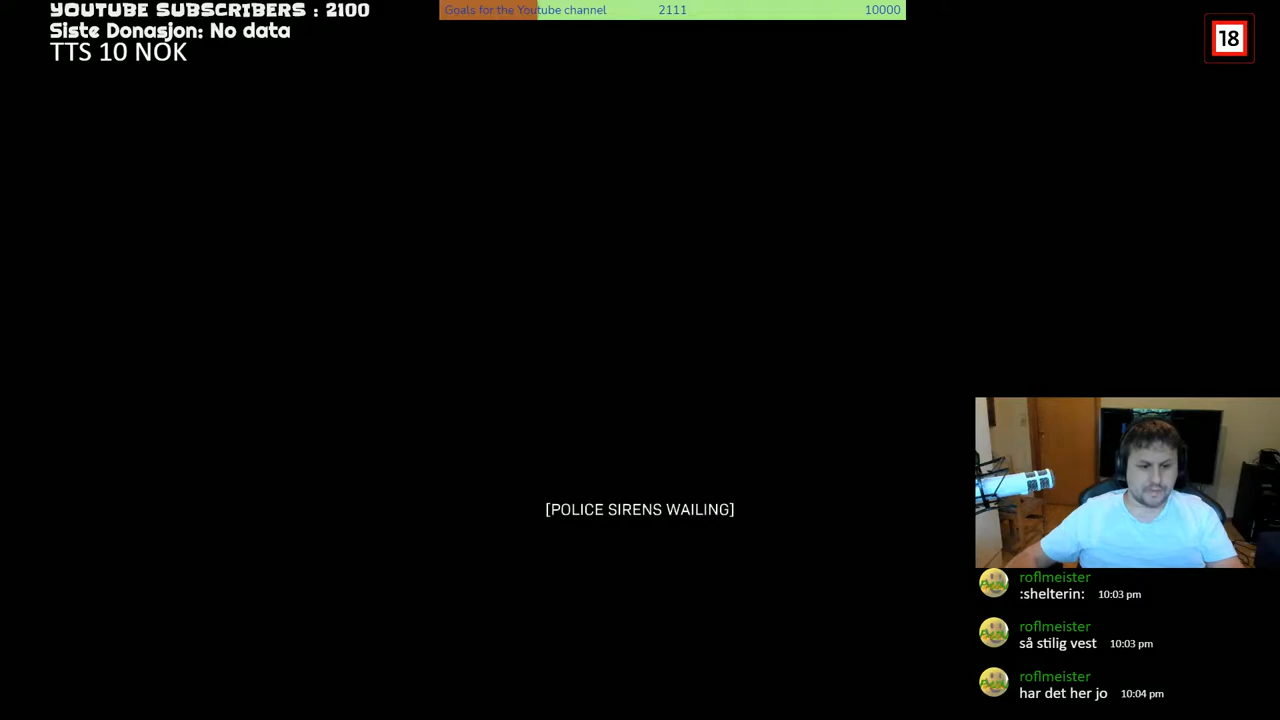 YOUTUBE SUBSCRIBERS : 2100
Siste Donasjon: No data
TTS 10 NOK
Goals for the Youtube channel 2111 10000
18
[POLICE SIRENS WAILING]
roflmeister
:shelterin: 10:03 pm
roflmeister
så stilig vest 10:03 pm
roflmeister
har det her jo 10:04 pm